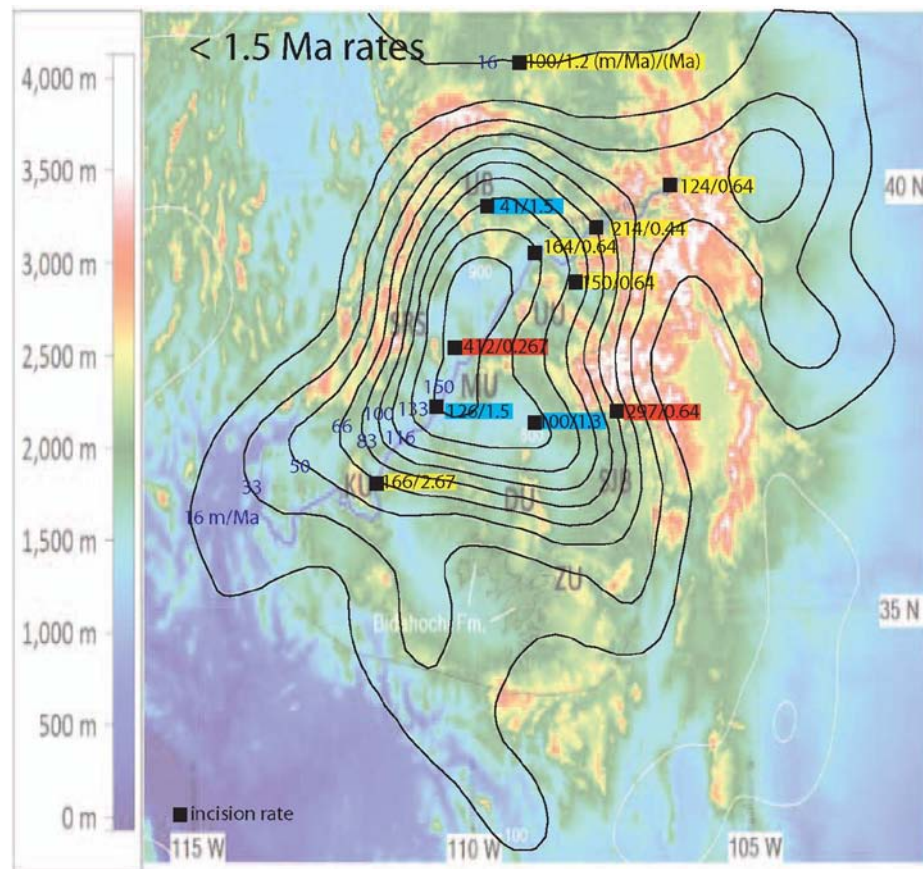 < 1.5 Ma rates
4,000 m
3,500 m
3,000 m
2,500 m
2,000 m
1,500 m
1,000 m
500 m
0 m
16
100/1.2 (m/Ma)/(Ma)
40 N
124/0.64
UB
41/1.5
214/0.44
164/0.64
150/0.64
900
UU
SRS
412/0.267
150
MU
126/1.5
100/1.3
297/0.64
66
100
133
83
116
50
KU
166/2.67
DU
SJB
33
16 m/Ma
ZU
35 N
Bidahochi Fm.
incision rate
100
115 W
110 W
105 W